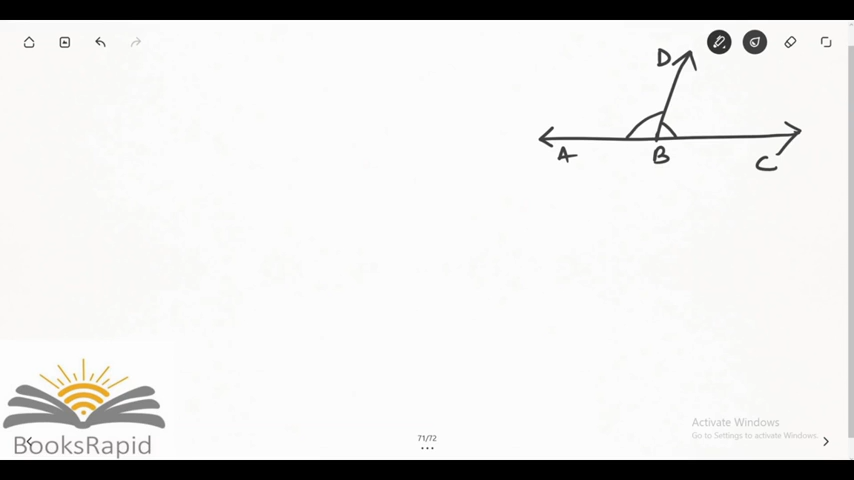 D
A
B
C
BooksRapid
71/72
Activate Windows
Go to Settings to activate Windows.